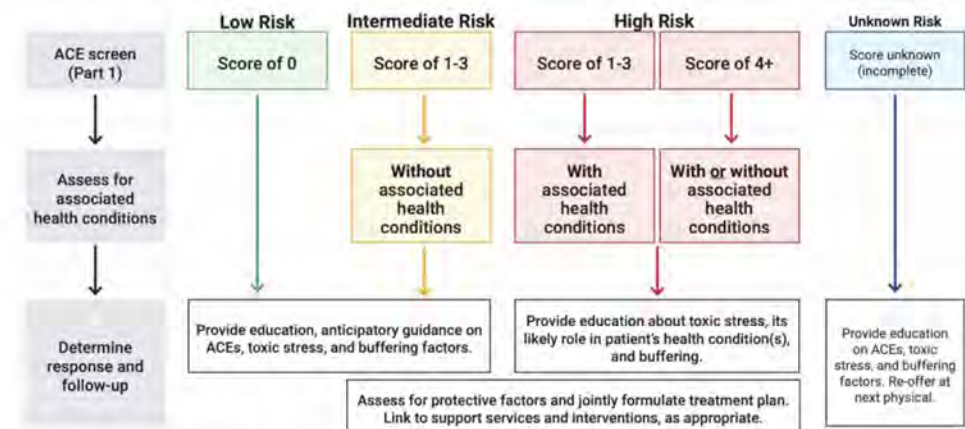 Low Risk
Intermediate Risk
High Risk
Unknown Risk
ACE screen
(Part 1)
Score of 0
Score of 1-3
Score of 1-3
Score of 4+
Score unknown
(incomplete)
Assess for
associated
health conditions
Without
associated
health
conditions
With
associated
health
conditions
With or without
associated
health
conditions
Determine
response and
follow-up
Provide education, anticipatory guidance on
ACEs, toxic stress, and buffering factors.
Provide education about toxic stress, its
likely role in patient's health condition(s),
and buffering.
Provide education
on ACEs, toxic
stress, and buffering
factors. Re-offer at
next physical.
Assess for protective factors and jointly formulate treatment plan.
Link to support services and interventions, as appropriate.